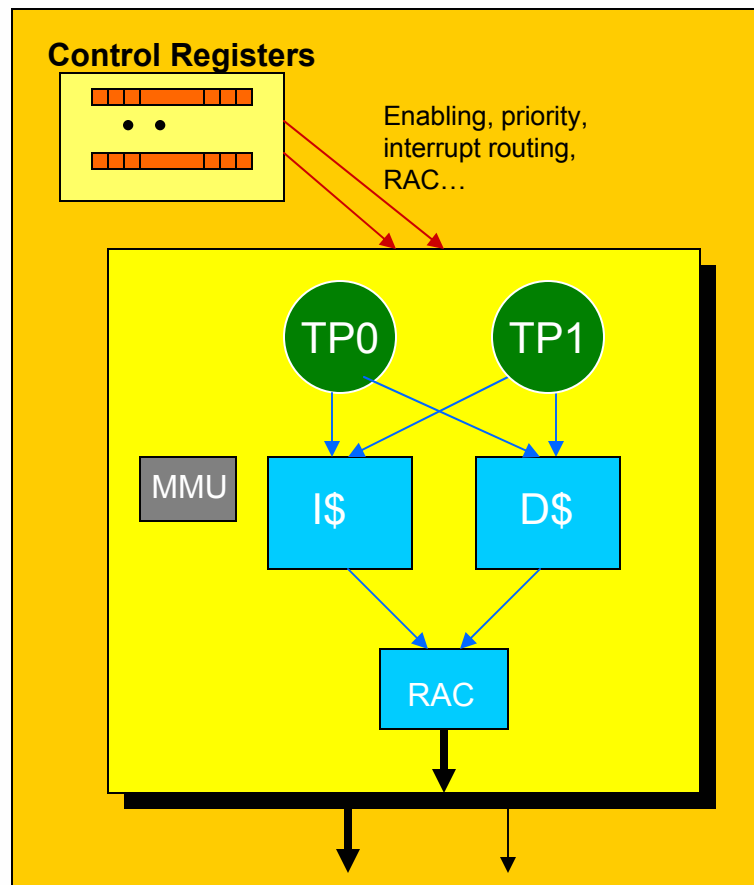 Control Registers
Enabling, priority,
interrupt routing,
RAC…
TP0
TP1
MMU
I$
D$
RAC